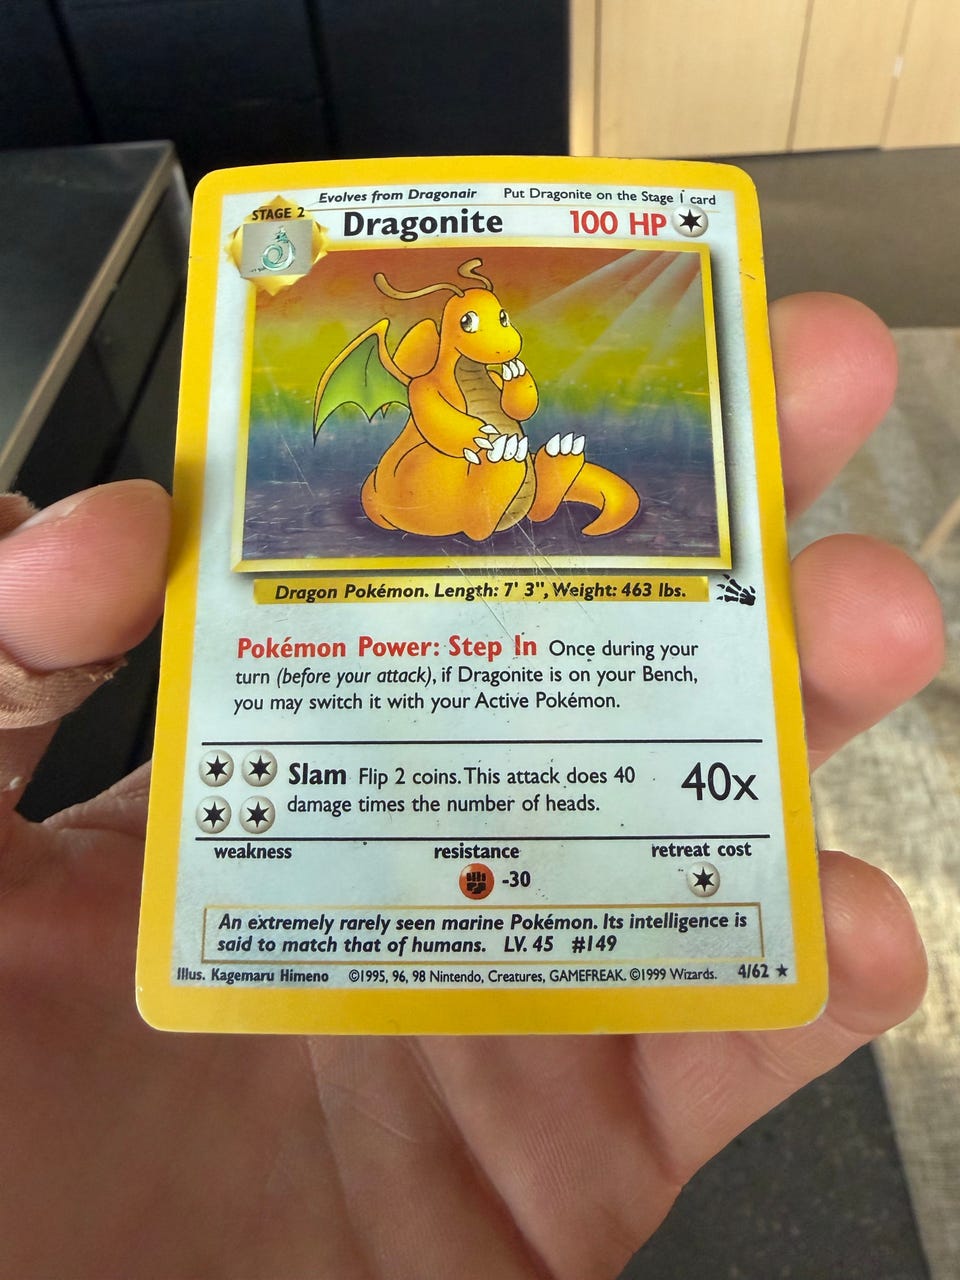 Evolves from Dragonair Put Dragonite on the Stage 1 card
STAGE 2
Dragonite 100 HP
Dragon Pokémon. Length: 7' 3", Weight: 463 lbs.
Pokémon Power: Step In Once during your
turn (before your attack), if Dragonite is on your Bench,
you may switch it with your Active Pokémon.
Slam Flip 2 coins. This attack does 40 40x
damage times the number of heads.
weakness resistance retreat cost
-30
An extremely rarely seen marine Pokémon. Its intelligence is
said to match that of humans. LV. 45 #149
Illus. Kagemaru Himeno ©1995, 96, 98 Nintendo, Creatures, GAMEFREAK. ©1999 Wizards. 4/62 ★